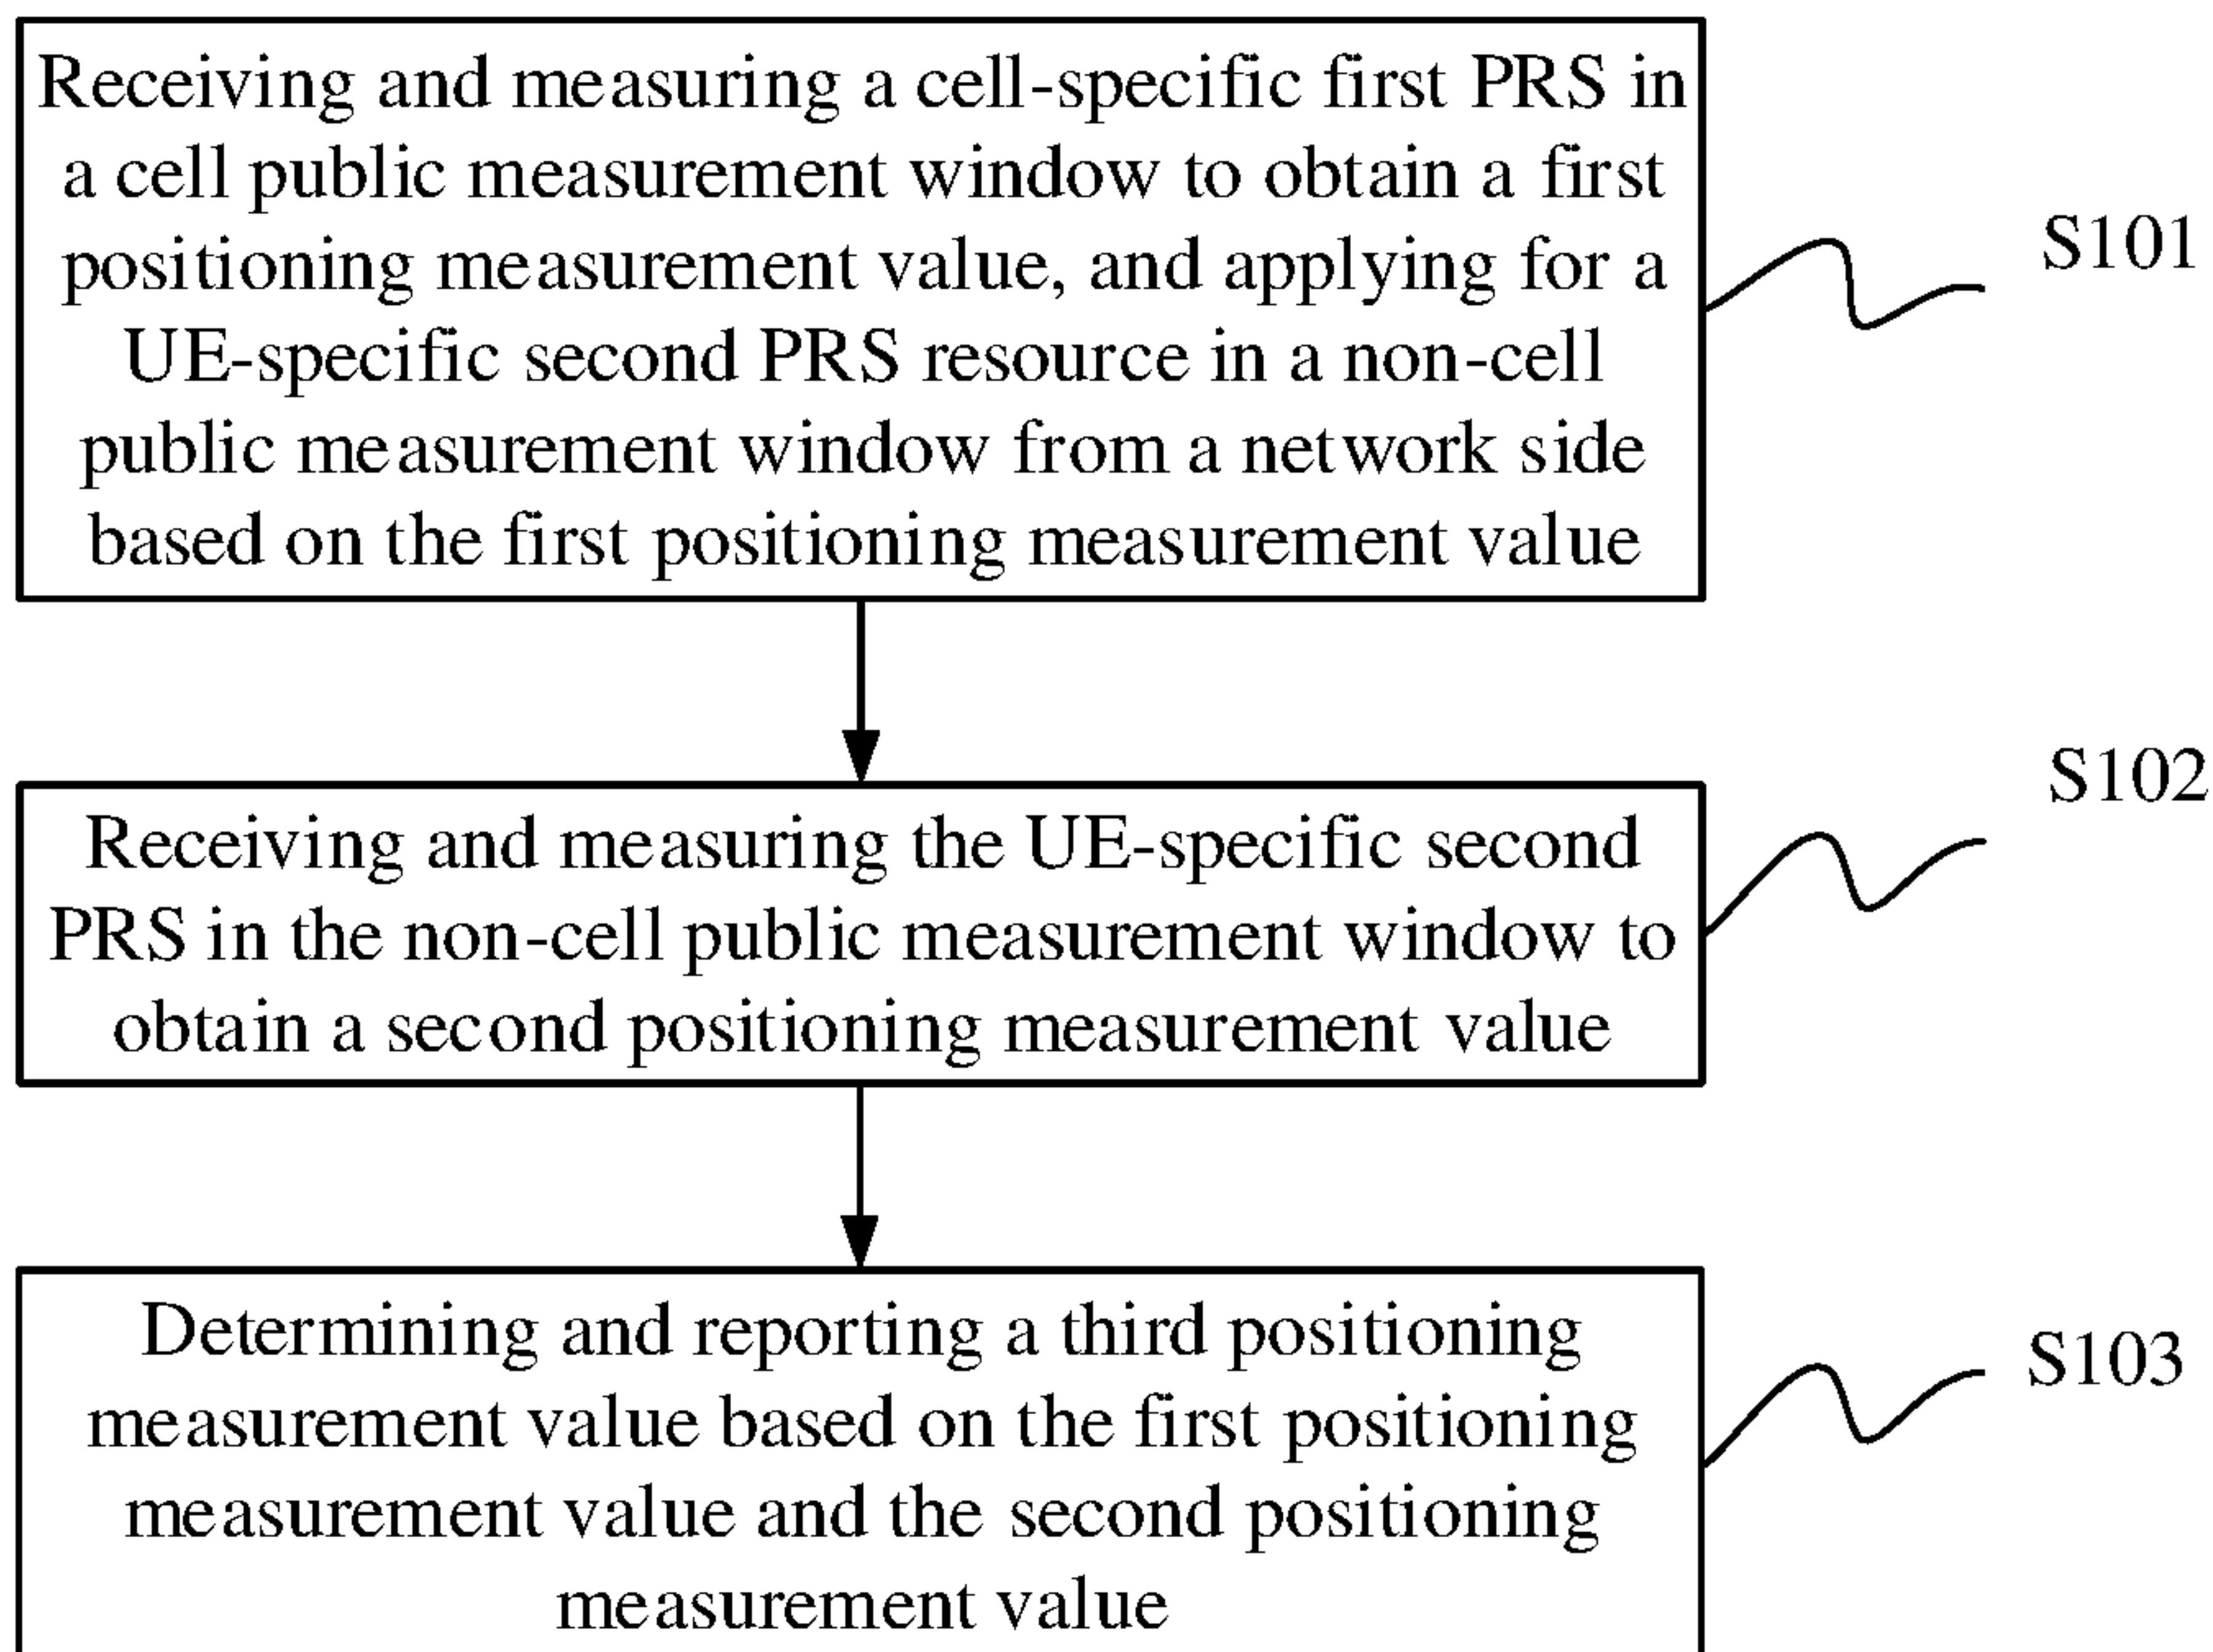 Receiving and measuring a cell-specific first PRS in
a cell public measurement window to obtain a first
positioning measurement value, and applying for a
UE-specific second PRS resource in a non-cell
public measurement window from a network side
based on the first positioning measurement value
S101
Receiving and measuring the UE-specific second
PRS in the non-cell public measurement window to
obtain a second positioning measurement value
S102
Determining and reporting a third positioning
measurement value based on the first positioning
measurement value and the second positioning
measurement value
S103